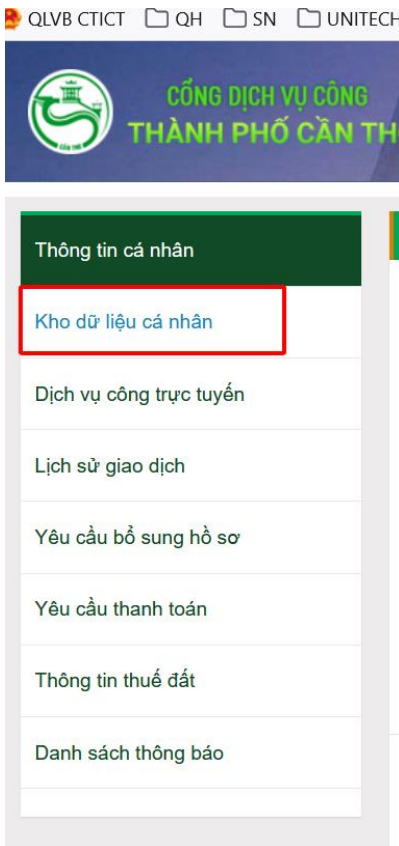 QLVB CTICT QH SN UNITECH
CỔNG DỊCH VỤ CÔNG
THÀNH PHỐ CẦN TH
CẦN THƠ
Thông tin cá nhân
Kho dữ liệu cá nhân
Dịch vụ công trực tuyến
Lịch sử giao dịch
Yêu cầu bổ sung hồ sơ
Yêu cầu thanh toán
Thông tin thuế đất
Danh sách thông báo